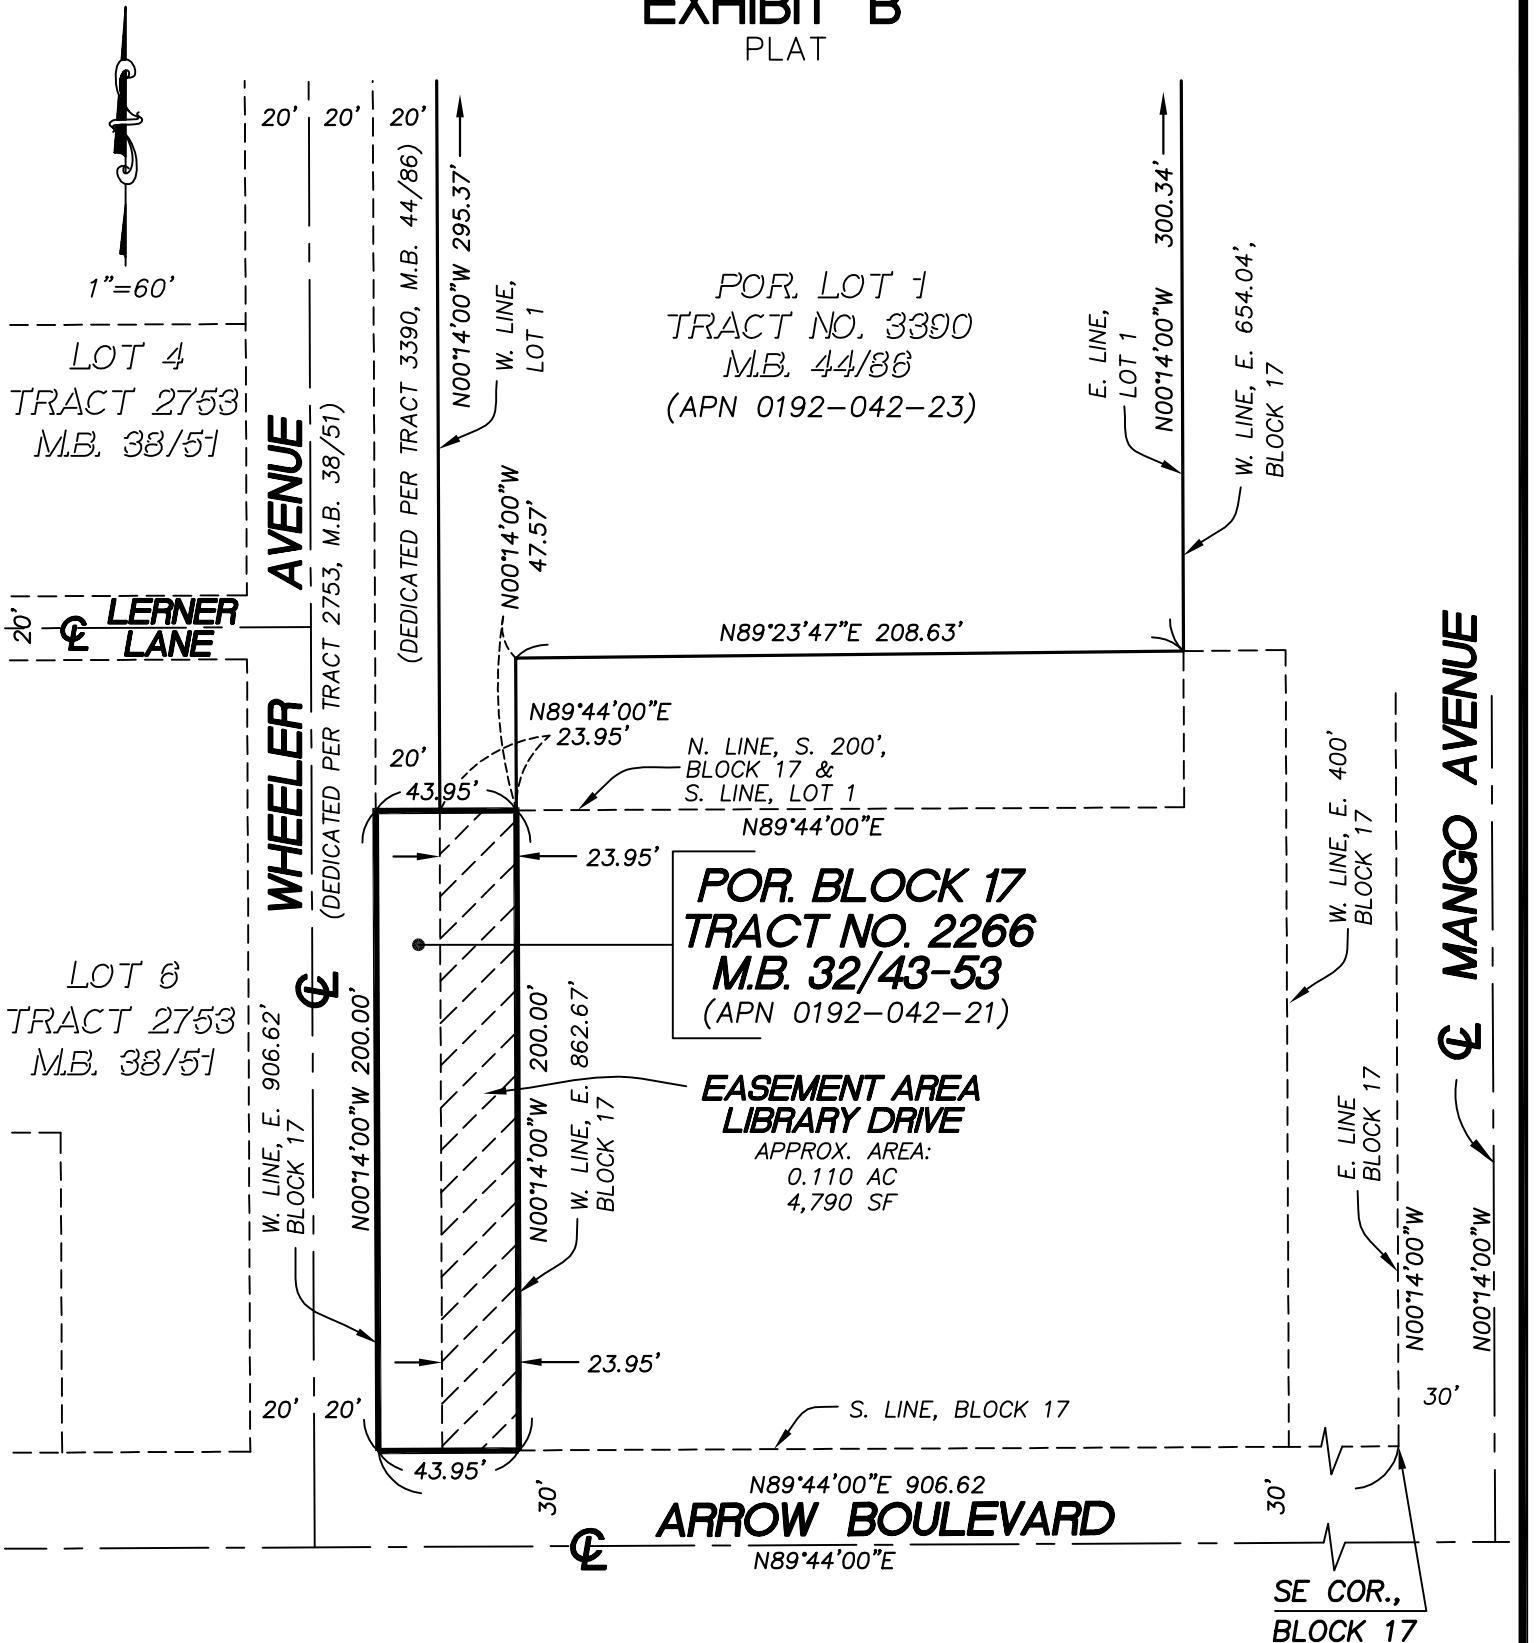 EXHIBIT "B"
PLAT
20' 20' 20'
1"=60'
LOT 4
TRACT 2753
M.B. 38/51
LERNER
LANE
20'
WHEELER AVENUE
(DEDICATED PER TRACT 2753, M.B. 38/51)
(DEDICATED PER TRACT 3390, M.B. 44/86)
N00°14'00"W 295.37'
W. LINE,
LOT 1
POR. LOT 1
TRACT NO. 3390
M.B. 44/86
(APN 0192-042-23)
E. LINE,
LOT 1
N00°14'00"W 300.34'
W. LINE, E. 654.04',
BLOCK 17
N00°14'00"W
47.57'
N89°23'47"E 208.63'
N89°44'00"E
23.95'
20'
43.95'
N. LINE, S. 200',
BLOCK 17 &
S. LINE, LOT 1
N89°44'00"E
23.95'
POR. BLOCK 17
TRACT NO. 2266
M.B. 32/43-53
(APN 0192-042-21)
W. LINE, E. 400'
BLOCK 17
MANGO AVENUE
LOT 6
TRACT 2753
M.B. 38/51
W. LINE, E. 906.62'
BLOCK 17
N00°14'00"W 200.00'
N00°14'00"W 200.00'
W. LINE, E. 862.67'
BLOCK 17
EASEMENT AREA
LIBRARY DRIVE
APPROX. AREA:
0.110 AC
4,790 SF
E. LINE
BLOCK 17
N00°14'00"W
N00°14'00"W
23.95'
20' 20'
30'
S. LINE, BLOCK 17
43.95'
30'
N89°44'00"E 906.62
30'
ARROW BOULEVARD
N89°44'00"E
SE COR.,
BLOCK 17